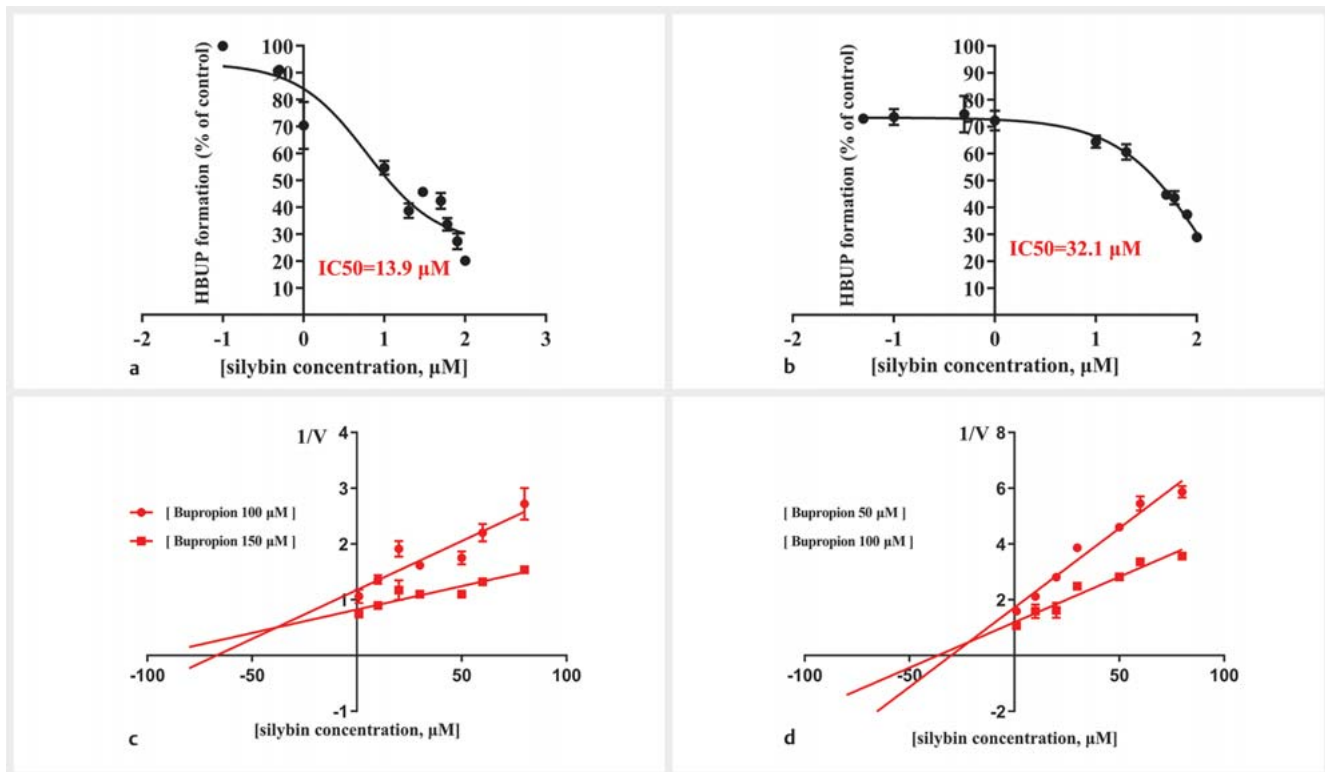 HBUP formation (% of control)
100
90
80
70
60
50
40
30
20
10
IC50=13.9 µM
-2
-1
0
1
2
3
[silybin concentration, µM]
a
HBUP formation (% of control)
100
90
80
70
60
50
40
30
20
10
IC50=32.1 µM
-2
-1
0
1
2
[silybin concentration, µM]
b
1/V
4
3
2
1
-1
[ Bupropion 100 µM ]
[ Bupropion 150 µM ]
-100
-50
50
100
[silybin concentration, µM]
c
1/V
8
6
4
2
-2
[ Bupropion 50 µM ]
[ Bupropion 100 µM ]
-100
-50
50
100
[silybin concentration, µM]
d